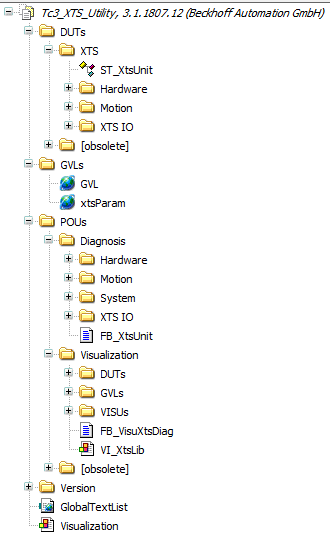 Tc3_XTS_Utility, 3.1.1807.12 (Beckhoff Automation GmbH)
DUTs
XTS
ST_XtsUnit
Hardware
Motion
XTS IO
[obsolete]
GVLs
GVL
xtsParam
POUs
Diagnosis
Hardware
Motion
System
XTS IO
FB_XtsUnit
Visualization
DUTs
GVLs
VISUs
FB_VisuXtsDiag
VI_XtsLib
[obsolete]
Version
GlobalTextList
Visualization